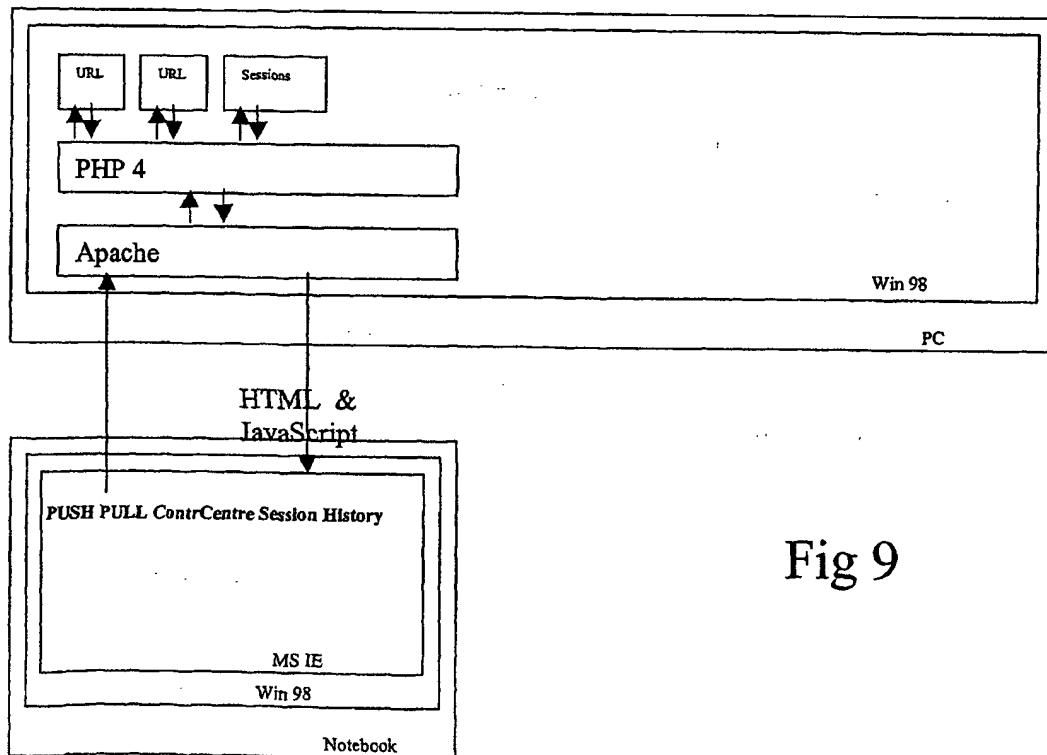 URL URL Sessions
PHP 4
Apache
Win 98
PC
HTML &
JavaScript
PUSH PULL ContrCentre Session History
Fig 9
MS IE
Win 98
Notebook